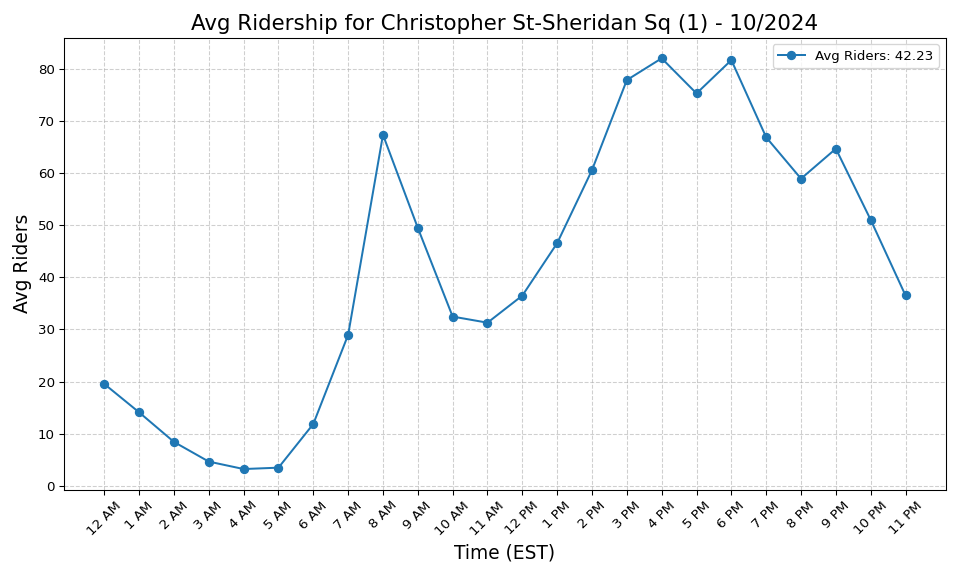 Avg Ridership for Christopher St-Sheridan Sq (1) - 10/2024
Avg Riders: 42.23
Avg Riders
80
70
60
50
40
30
20
10
0
12 AM
1 AM
2 AM
3 AM
4 AM
5 AM
6 AM
7 AM
8 AM
9 AM
10 AM
11 AM
12 PM
1 PM
2 PM
3 PM
4 PM
5 PM
6 PM
7 PM
8 PM
9 PM
10 PM
11 PM
Time (EST)